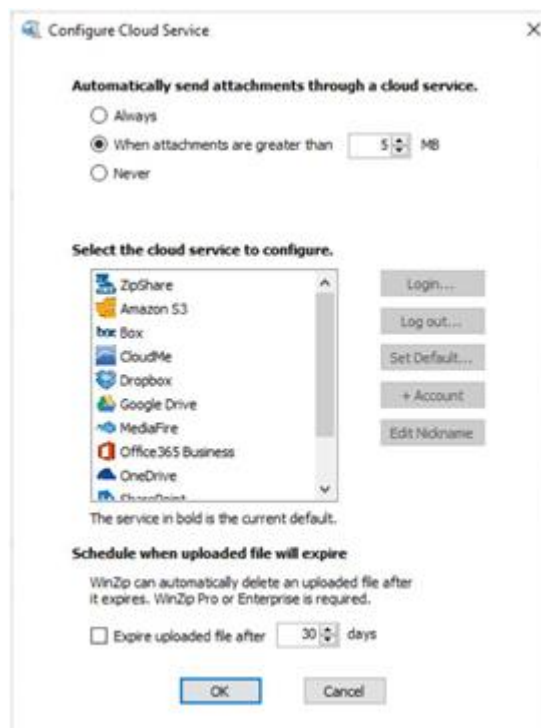 Configure Cloud Service
Automatically send attachments through a cloud service.
Always
When attachments are greater than 5 MB
Never
Select the cloud service to configure.
ZipShare
Amazon S3
box Box
CloudMe
Dropbox
Google Drive
MediaFire
Office365 Business
OneDrive
SharePoint
Login...
Log out...
Set Default...
+ Account
Edit Nickname
The service in bold is the current default.
Schedule when uploaded file will expire
WinZip can automatically delete an uploaded file after
it expires. WinZip Pro or Enterprise is required.
Expire uploaded file after 30 days
OK Cancel